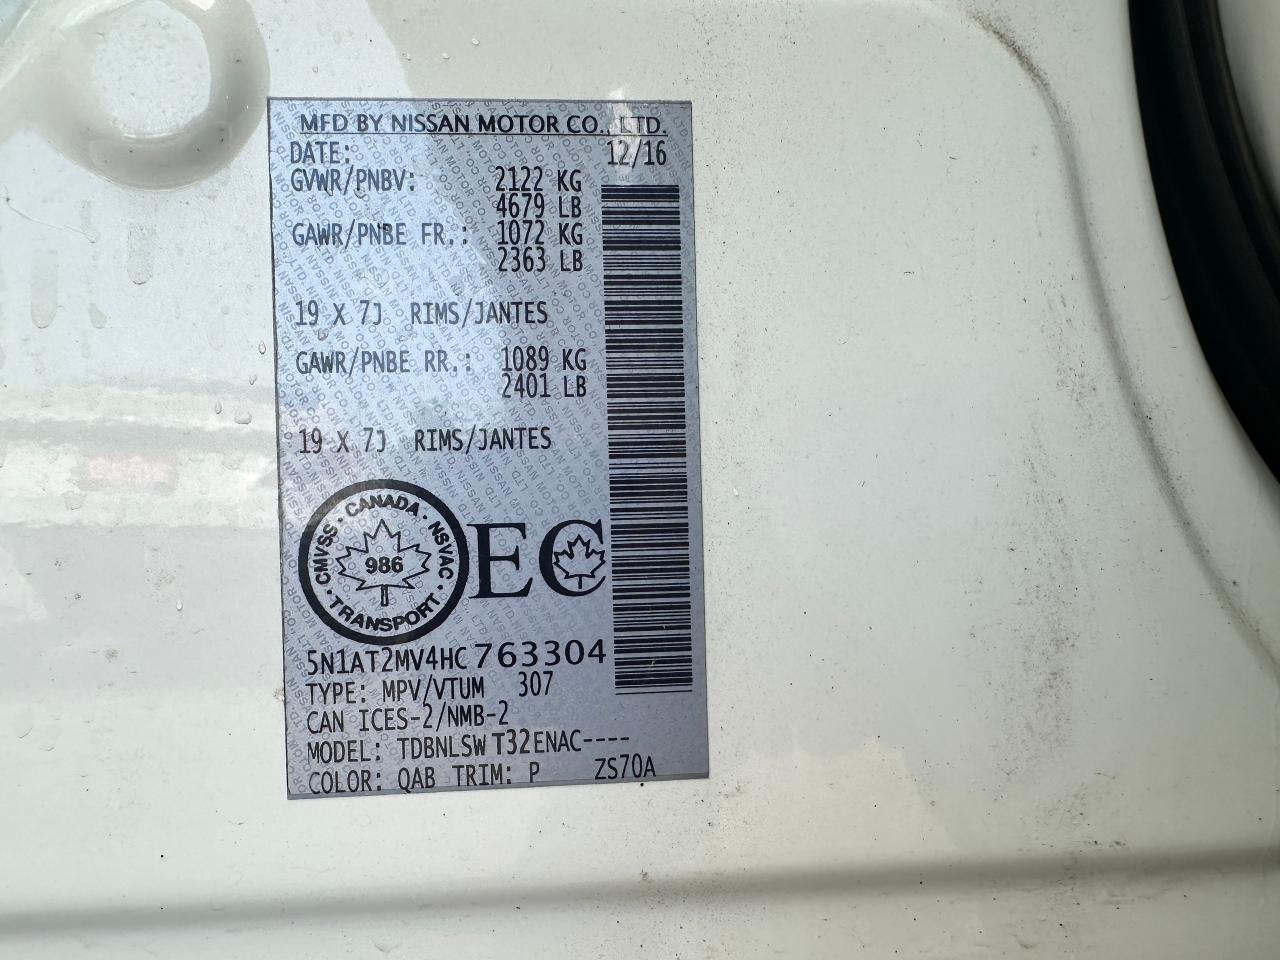 MFD BY NISSAN MOTOR CO., LTD.
DATE: 12/16
GVWR/PNBV: 2122 KG
4679 LB
GAWR/PNBE FR.: 1072 KG
2363 LB
19 X 7J RIMS/JANTES
GAWR/PNBE RR.: 1089 KG
2401 LB
19 X 7J RIMS/JANTES
CMVSS · CANADA · NSVAC · TRANSPORT ·
986
EC
5N1AT2MV4HC763304
TYPE: MPV/VTUM 307
CAN ICES-2/NMB-2
MODEL: TDBNLSW T32ENAC----
COLOR: QAB TRIM: P ZS70A